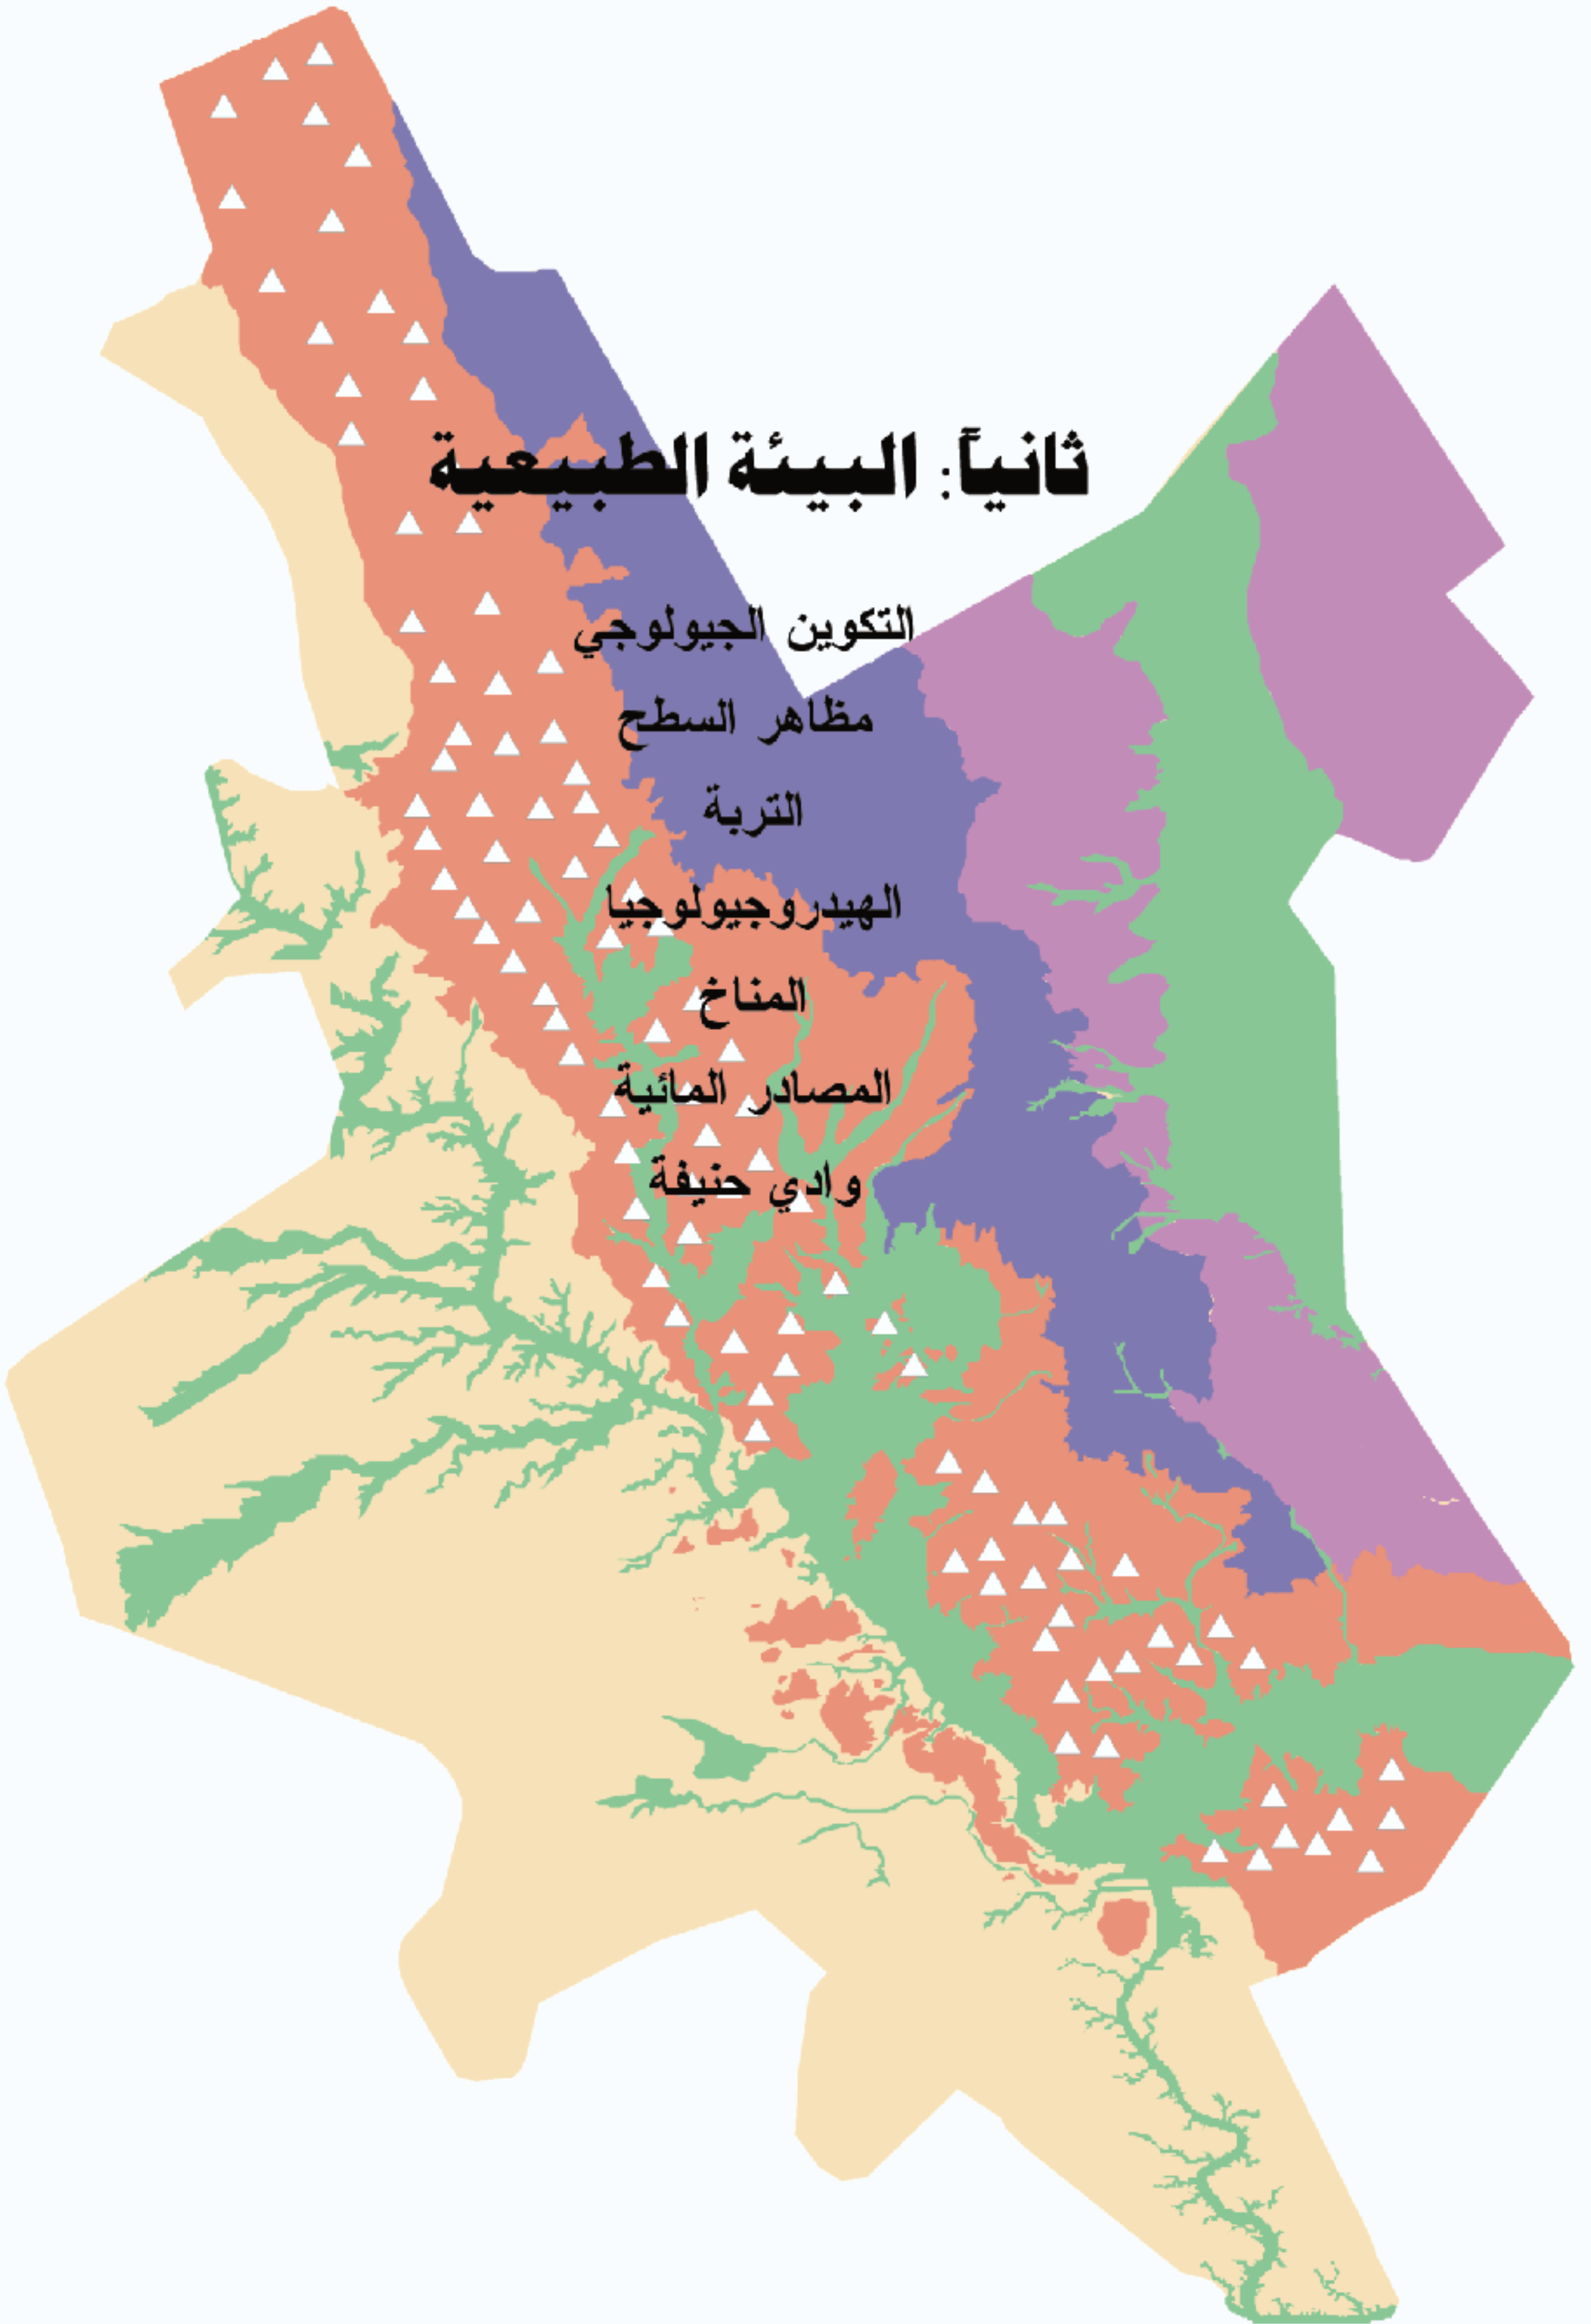 ثانياً: البيئة الطبيعية
التكوين الجيولوجي
مظاهر السطح
التربة
الهيدروجيولوجيا
المناخ
المصادر المائية
وادي حنيفة